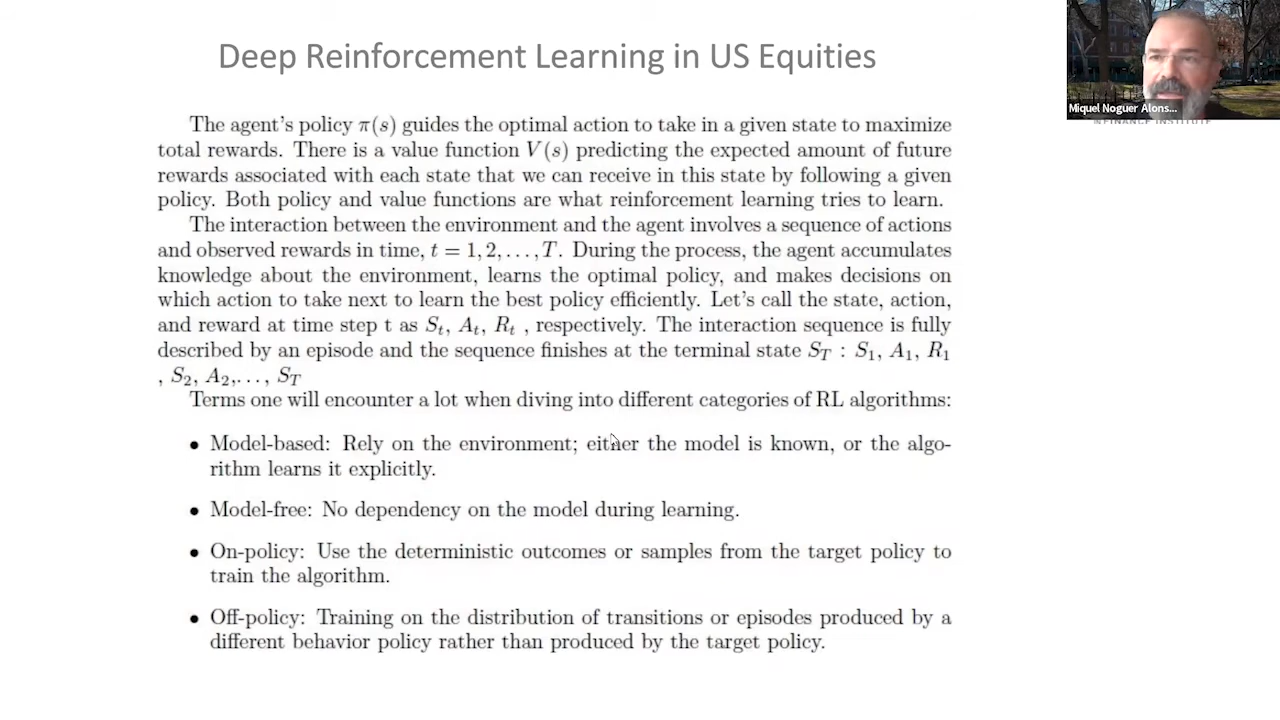 Deep Reinforcement Learning in US Equities
Miquel Noguer Alons...
IN FINANCE INSTITUTE
The agent's policy π(s) guides the optimal action to take in a given state to maximize
total rewards. There is a value function V(s) predicting the expected amount of future
rewards associated with each state that we can receive in this state by following a given
policy. Both policy and value functions are what reinforcement learning tries to learn.
The interaction between the environment and the agent involves a sequence of actions
and observed rewards in time, t = 1, 2, . . . , T. During the process, the agent accumulates
knowledge about the environment, learns the optimal policy, and makes decisions on
which action to take next to learn the best policy efficiently. Let's call the state, action,
and reward at time step t as Sₜ, Aₜ, Rₜ , respectively. The interaction sequence is fully
described by an episode and the sequence finishes at the terminal state S_T : S₁, A₁, R₁
, S₂, A₂,. . . , S_T
Terms one will encounter a lot when diving into different categories of RL algorithms:
• Model-based: Rely on the environment; either the model is known, or the algo-
rithm learns it explicitly.
• Model-free: No dependency on the model during learning.
• On-policy: Use the deterministic outcomes or samples from the target policy to
train the algorithm.
• Off-policy: Training on the distribution of transitions or episodes produced by a
different behavior policy rather than produced by the target policy.